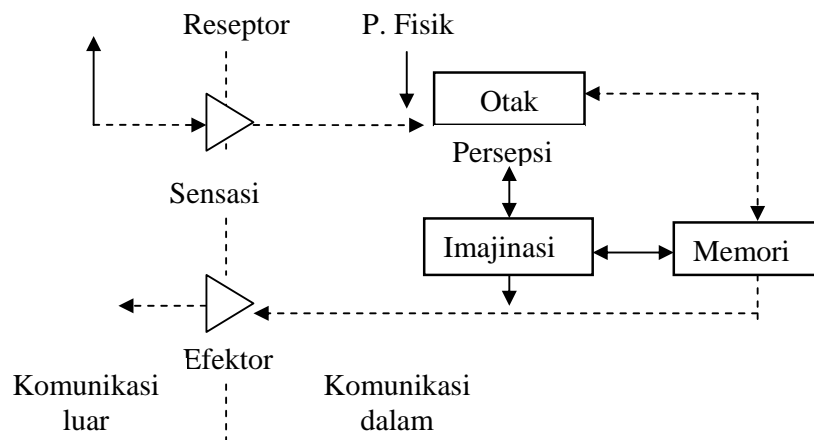 Reseptor
P. Fisik
Otak
Persepsi
Sensasi
Imajinasi
Memori
Efektor
Komunikasi
luar
Komunikasi
dalam